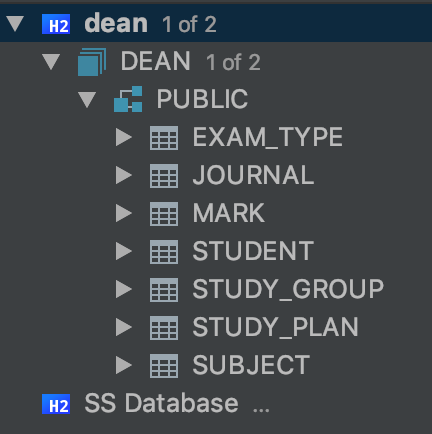 H2 dean 1 of 2
DEAN 1 of 2
PUBLIC
EXAM_TYPE
JOURNAL
MARK
STUDENT
STUDY_GROUP
STUDY_PLAN
SUBJECT
H2 SS Database ...